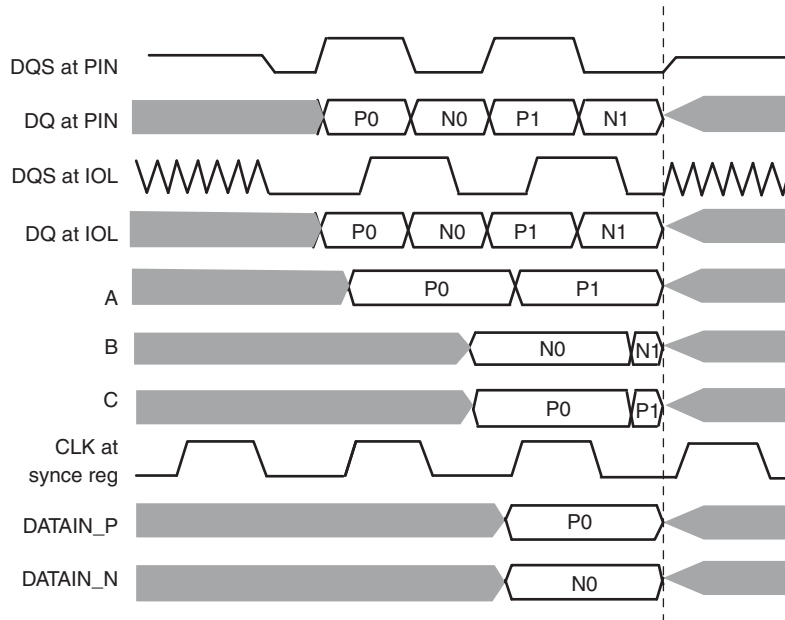 DQS at PIN
DQ at PIN P0 N0 P1 N1
DQS at IOL
DQ at IOL P0 N0 P1 N1
A P0 P1
B N0 N1
C P0 P1
CLK at
synce reg
DATAIN_P P0
DATAIN_N N0